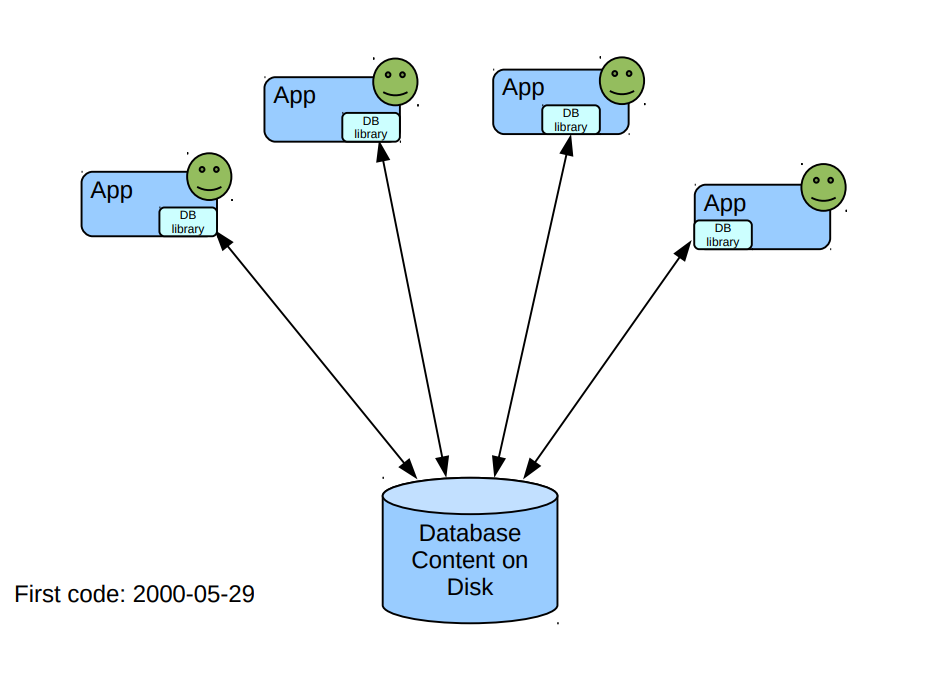 App
DB
library
App
DB
library
App
DB
library
App
DB
library
Database
Content on
Disk
First code: 2000-05-29